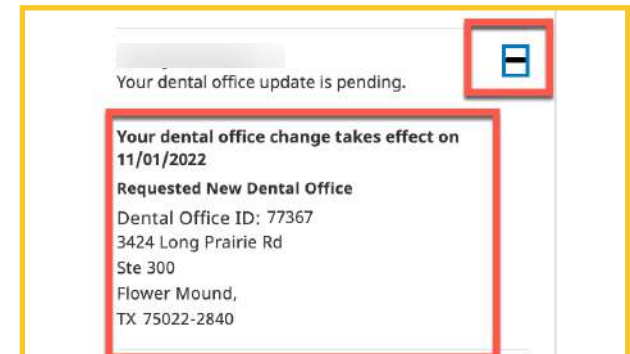 Your dental office update is pending.
Your dental office change takes effect on
11/01/2022
Requested New Dental Office
Dental Office ID: 77367
3424 Long Prairie Rd
Ste 300
Flower Mound,
TX 75022-2840